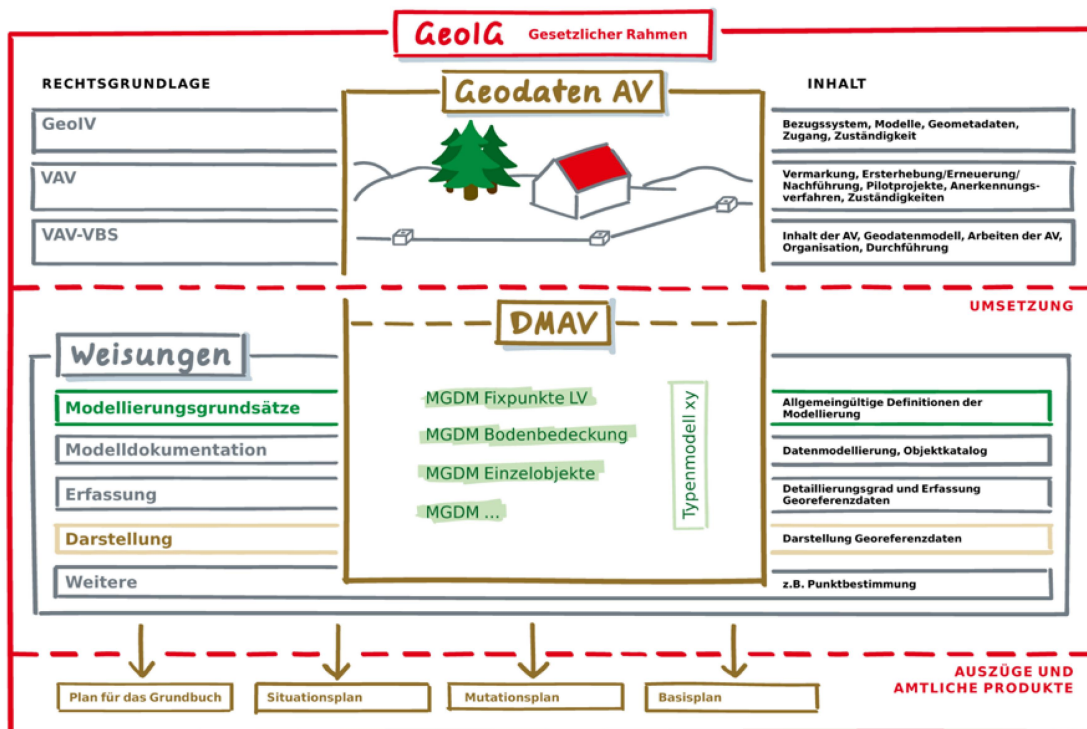 GeoIG Gesetzlicher Rahmen
RECHTSGRUNDLAGE
Geodaten AV
INHALT
GeoIV
Bezugssystem, Modelle, Geometadaten,
Zugang, Zuständigkeit
VAV
Vermarkung, Ersterhebung/Erneuerung/
Nachführung, Pilotprojekte, Anerkennungs-
verfahren, Zuständigkeiten
VAV-VBS
Inhalt der AV, Geodatenmodell, Arbeiten der AV,
Organisation, Durchführung
UMSETZUNG
DMAV
Weisungen
Modellierungsgrundsätze
MGDM Fixpunkte LV
Allgemeingültige Definitionen der
Modellierung
Modelldokumentation
MGDM Bodenbedeckung
Datenmodellierung, Objektkatalog
Erfassung
MGDM Einzelobjekte
Detaillierungsgrad und Erfassung
Georeferenzdaten
MGDM ...
Typenmodell xy
Darstellung
Darstellung Georeferenzdaten
Weitere
z.B. Punktbestimmung
AUSZÜGE UND
AMTLICHE PRODUKTE
Plan für das Grundbuch
Situationsplan
Mutationsplan
Basisplan